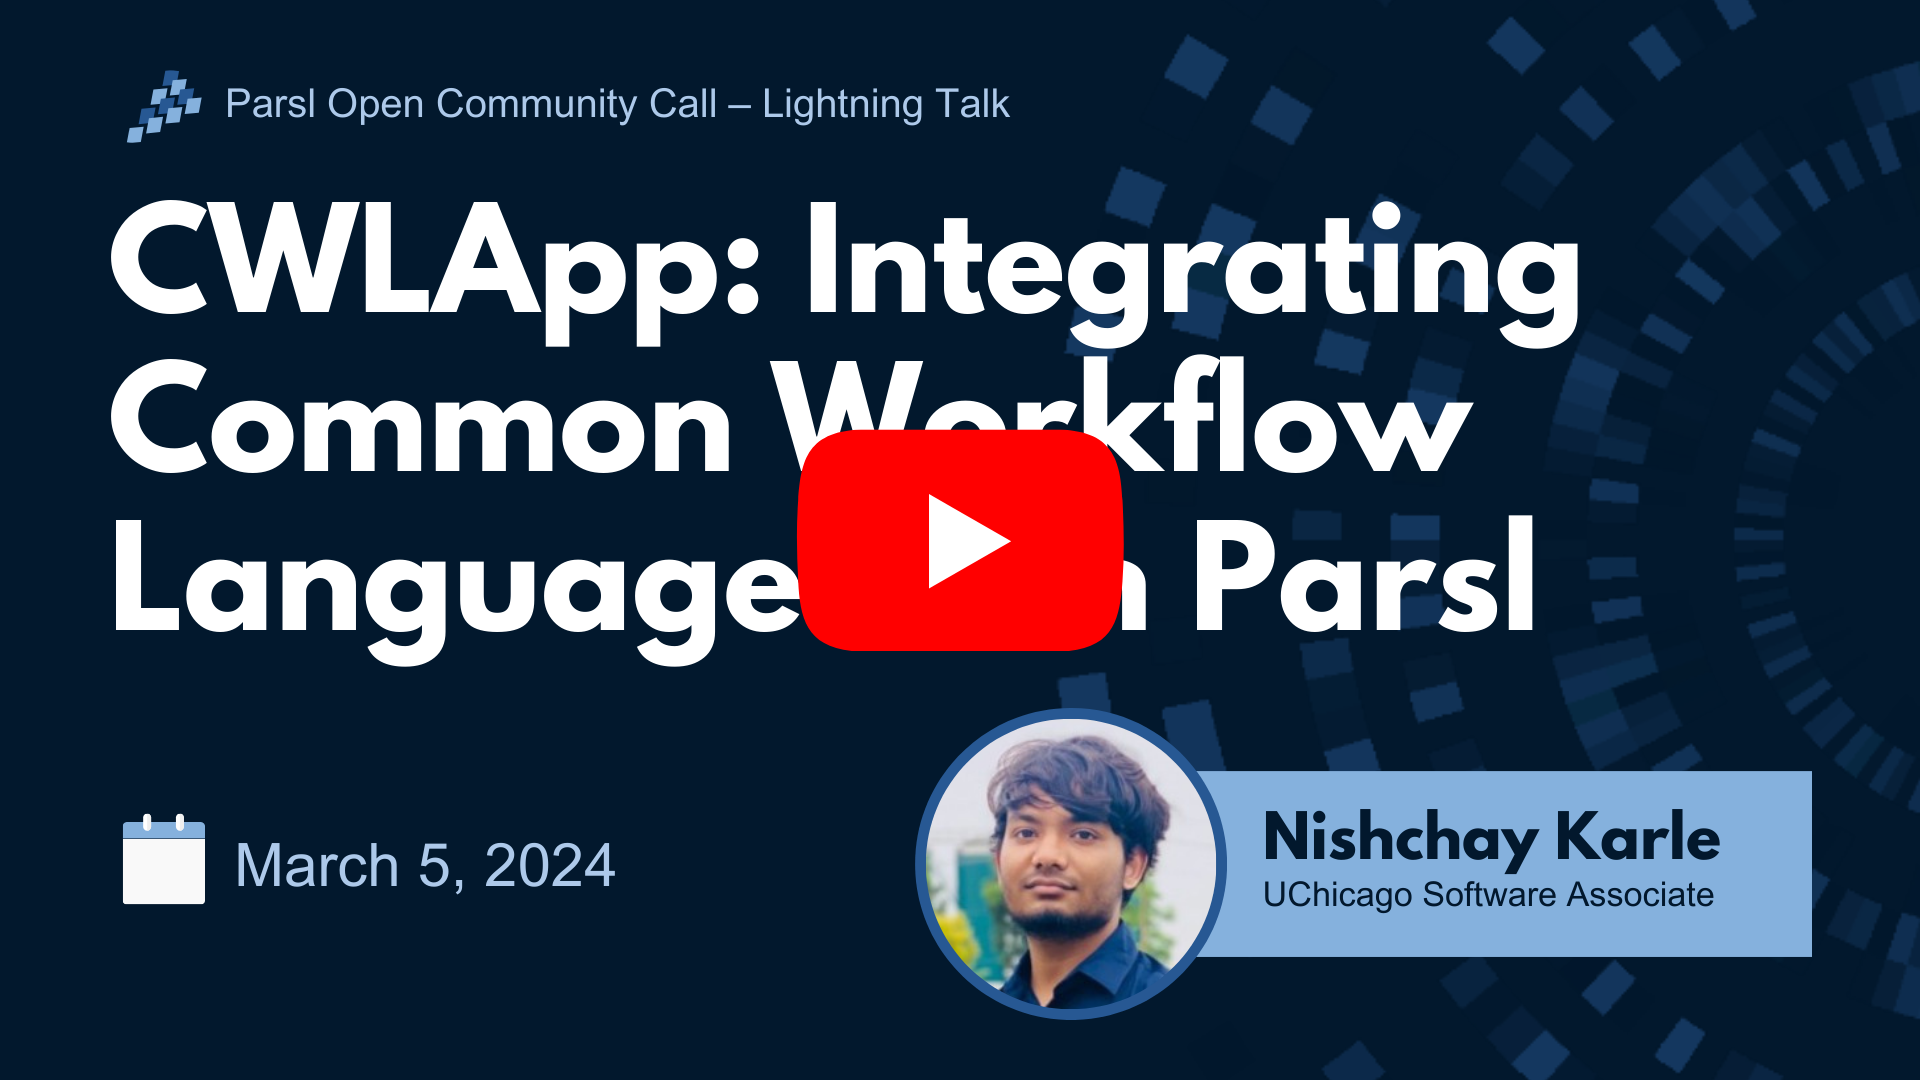 Parsl Open Community Call – Lightning Talk
CWLApp: Integrating
Common Workflow
Language Parsl
March 5, 2024
Nishchay Karle
UChicago Software Associate